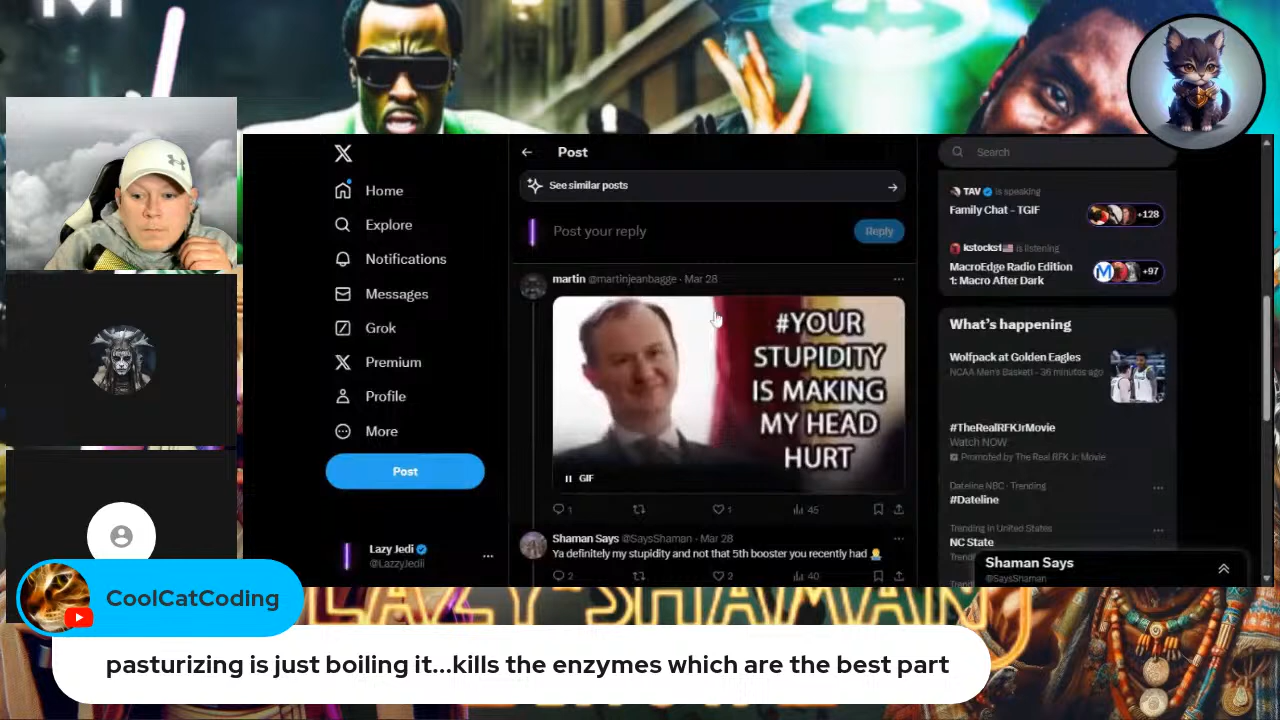 Post
Search
See similar posts
Post your reply
Reply
Home
Explore
Notifications
Messages
Grok
Premium
Profile
More
Post
Lazy Jedi
@LazzyJedii
martin @martinjeanbagge · Mar 28
#YOUR
STUPIDITY
IS MAKING
MY HEAD
HURT
GIF
1
1
45
Shaman Says @SaysShaman · Mar 28
Ya definitely my stupidity and not that 5th booster you recently had
2
2
40
TAV is speaking
Family Chat - TGIF
+128
kstocks1 is listening
MacroEdge Radio Edition
1: Macro After Dark
+97
What's happening
Wolfpack at Golden Eagles
NCAA Men's Basketl · 36 minutes ago
#TheRealRFKJrMovie
Watch NOW
Promoted by The Real RFK Jr. Movie
Dateline NBC · Trending
#Dateline
Trending in United States
NC State
Shaman Says
@SaysShaman
LAZY-SHAMAN
CoolCatCoding
pasturizing is just boiling it...kills the enzymes which are the best part